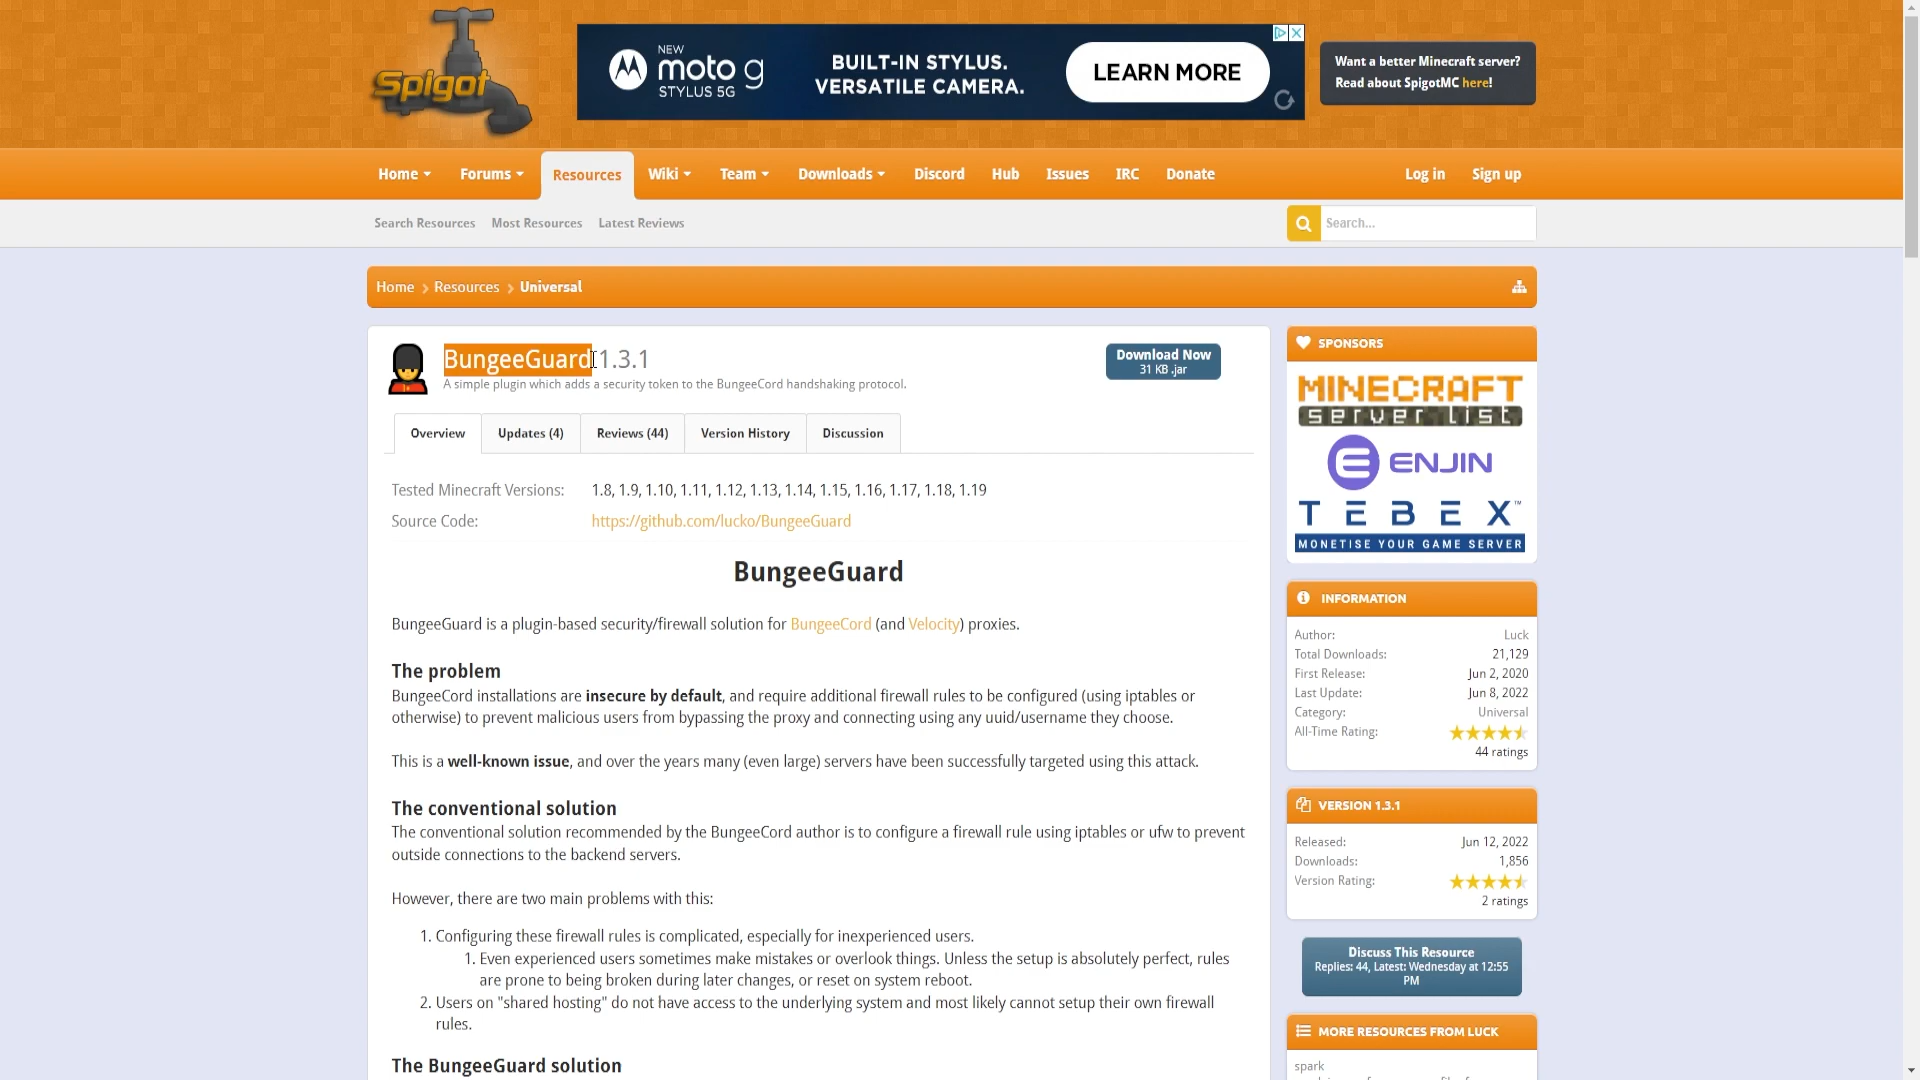 Spigot
NEW
moto g
STYLUS 5G
BUILT-IN STYLUS.
VERSATILE CAMERA.
LEARN MORE
Want a better Minecraft server?
Read about SpigotMC here!
Home
Forums
Resources
Wiki
Team
Downloads
Discord
Hub
Issues
IRC
Donate
Log in
Sign up
Search Resources
Most Resources
Latest Reviews
Search...
Home
Resources
Universal
BungeeGuard 1.3.1
A simple plugin which adds a security token to the BungeeCord handshaking protocol.
Download Now
31 KB .jar
Overview
Updates (4)
Reviews (44)
Version History
Discussion
Tested Minecraft Versions: 1.8, 1.9, 1.10, 1.11, 1.12, 1.13, 1.14, 1.15, 1.16, 1.17, 1.18, 1.19
Source Code: https://github.com/lucko/BungeeGuard
BungeeGuard
BungeeGuard is a plugin-based security/firewall solution for BungeeCord (and Velocity) proxies.
The problem
BungeeCord installations are insecure by default, and require additional firewall rules to be configured (using iptables or
otherwise) to prevent malicious users from bypassing the proxy and connecting using any uuid/username they choose.
This is a well-known issue, and over the years many (even large) servers have been successfully targeted using this attack.
The conventional solution
The conventional solution recommended by the BungeeCord author is to configure a firewall rule using iptables or ufw to prevent
outside connections to the backend servers.
However, there are two main problems with this:
1. Configuring these firewall rules is complicated, especially for inexperienced users.
1. Even experienced users sometimes make mistakes or overlook things. Unless the setup is absolutely perfect, rules
are prone to being broken during later changes, or reset on system reboot.
2. Users on "shared hosting" do not have access to the underlying system and most likely cannot setup their own firewall
rules.
The BungeeGuard solution
SPONSORS
MINECRAFT
server list
ENJIN
TEBEX™
MONETISE YOUR GAME SERVER
INFORMATION
Author: Luck
Total Downloads: 21,129
First Release: Jun 2, 2020
Last Update: Jun 8, 2022
Category: Universal
All-Time Rating:
44 ratings
VERSION 1.3.1
Released: Jun 12, 2022
Downloads: 1,856
Version Rating:
2 ratings
Discuss This Resource
Replies: 44, Latest: Wednesday at 12:55
PM
MORE RESOURCES FROM LUCK
spark